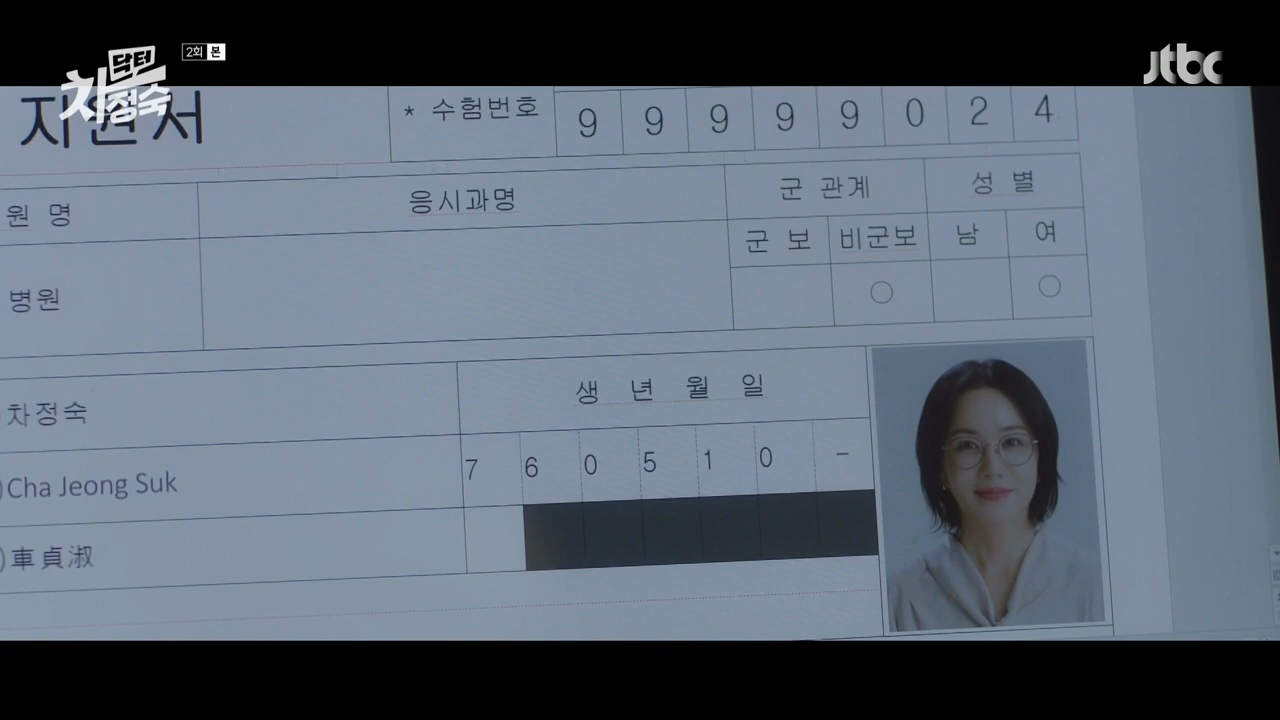 닥터
차정숙
2회 본
jtbc
지원서
* 수험번호
9 9 9 9 9 0 2 4
원 명
응시과명
군 관계
성 별
군 보
비군보
남
여
병원
○
○
차정숙
생 년 월 일
)Cha Jeong Suk
7 6 0 5 1 0 -
)車貞淑